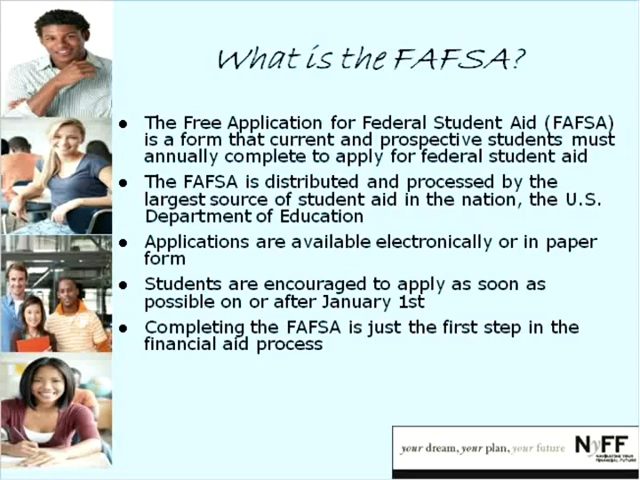 What is the FAFSA?
● The Free Application for Federal Student Aid (FAFSA)
is a form that current and prospective students must
annually complete to apply for federal student aid
● The FAFSA is distributed and processed by the
largest source of student aid in the nation, the U.S.
Department of Education
● Applications are available electronically or in paper
form
● Students are encouraged to apply as soon as
possible on or after January 1st
● Completing the FAFSA is just the first step in the
financial aid process
your dream, your plan, your future
NyFF
NAVIGATING YOUR
FINANCIAL FUTURE